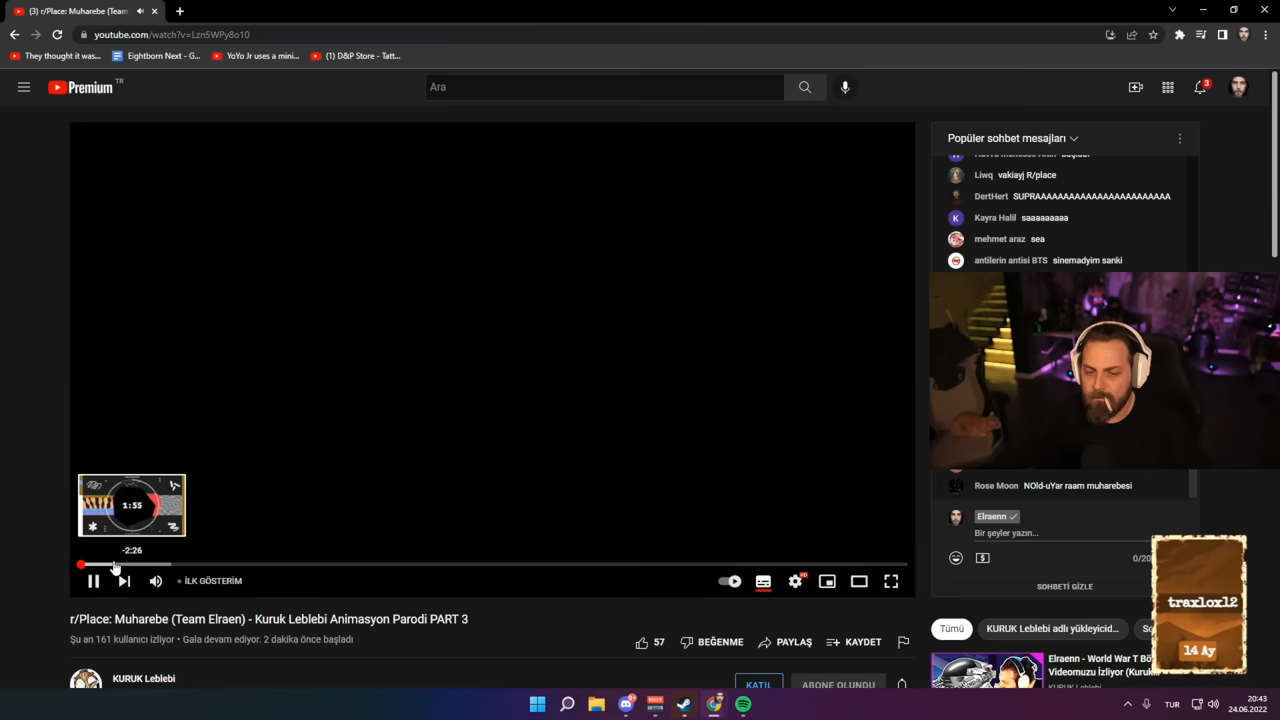 (3) r/Place: Muharebe (Team
youtube.com/watch?v=Lzn5WPy8o10
They thought it was...
Eightborn Next - G...
YoYo Jr uses a mini...
(1) D&P Store - Tatt...
Premium TR
Ara
3
Popüler sohbet mesajları
Liwq vakiayj R/place
DertHert SUPRAAAAAAAAAAAAAAAAAAAAAAAA
K Kayra Halil saaaaaaaaa
mehmet araz sea
antilerin antisi BTS sinemadyim sanki
Rose Moon NOld-uYar raam muharebesi
Elraenn
Bir şeyler yazın...
0/20
SOHBETİ GİZLE
1:55
-2:26
İLK GÖSTERİM
HD
r/Place: Muharebe (Team Elraen) - Kuruk Leblebi Animasyon Parodi PART 3
Şu an 161 kullanıcı izliyor • Gala devam ediyor. 2 dakika önce başladı
57
BEĞENME
PAYLAŞ
KAYDET
KURUK Leblebi
KATIL
ABONE OLUNDU
traxlox12
14 Ay
Tümü
KURUK Leblebi adlı yükleyicid...
Elraenn - World War T Bö
Videomuzu İzliyor (Kuruk
KURUK Leblebi
TUR
20:43
24.06.2022